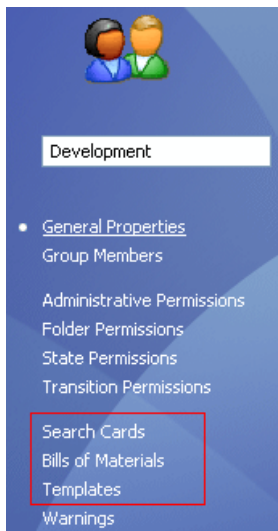 Development
General Properties
Group Members
Administrative Permissions
Folder Permissions
State Permissions
Transition Permissions
Search Cards
Bills of Materials
Templates
Warnings